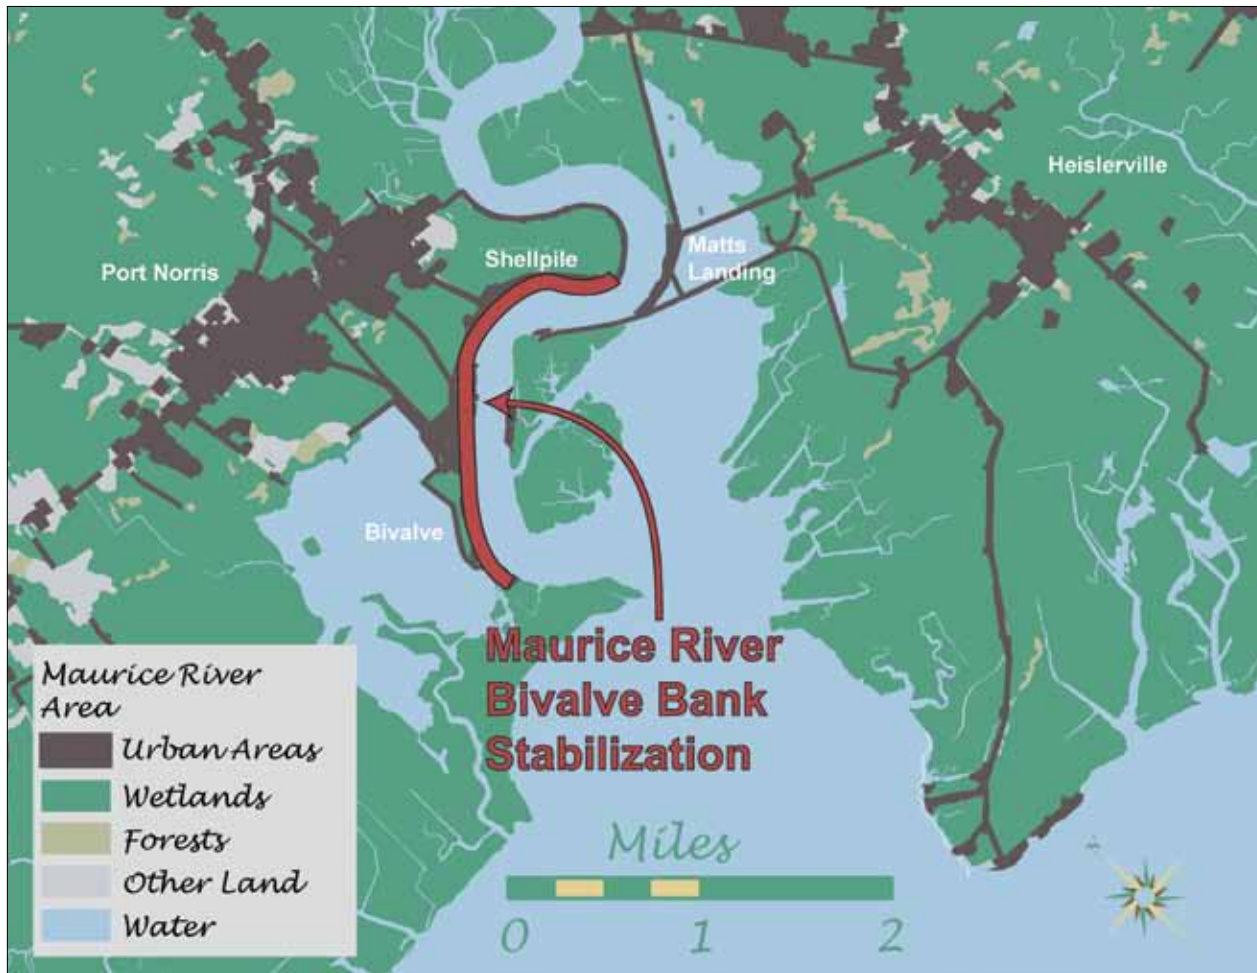 Heislerville
Shellpile
Matts
Landing
Port Norris
Bivalve
Maurice River
Bivalve Bank
Stabilization
Maurice River
Area
Urban Areas
Wetlands
Forests
Other Land
Water
Miles
0 1 2